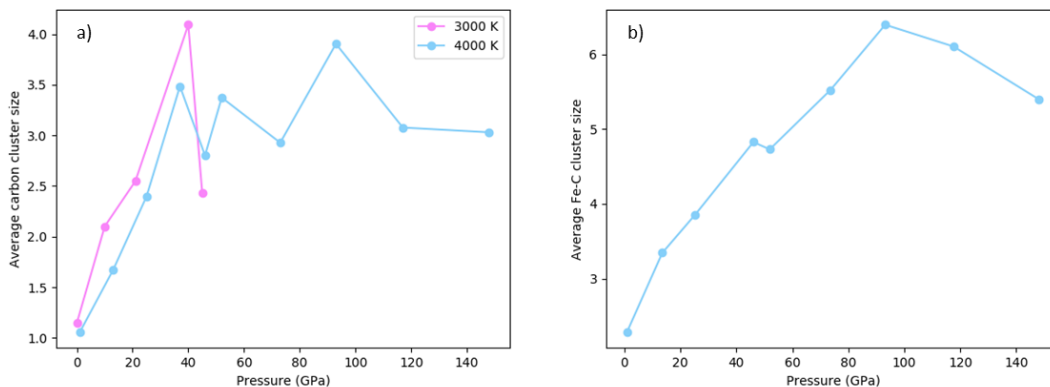 a)
3000 K
4000 K
Average carbon cluster size
4.0
3.5
3.0
2.5
2.0
1.5
1.0
0 20 40 60 80 100 120 140
Pressure (GPa)
b)
Average Fe-C cluster size
6
5
4
3
0 20 40 60 80 100 120 140
Pressure (GPa)